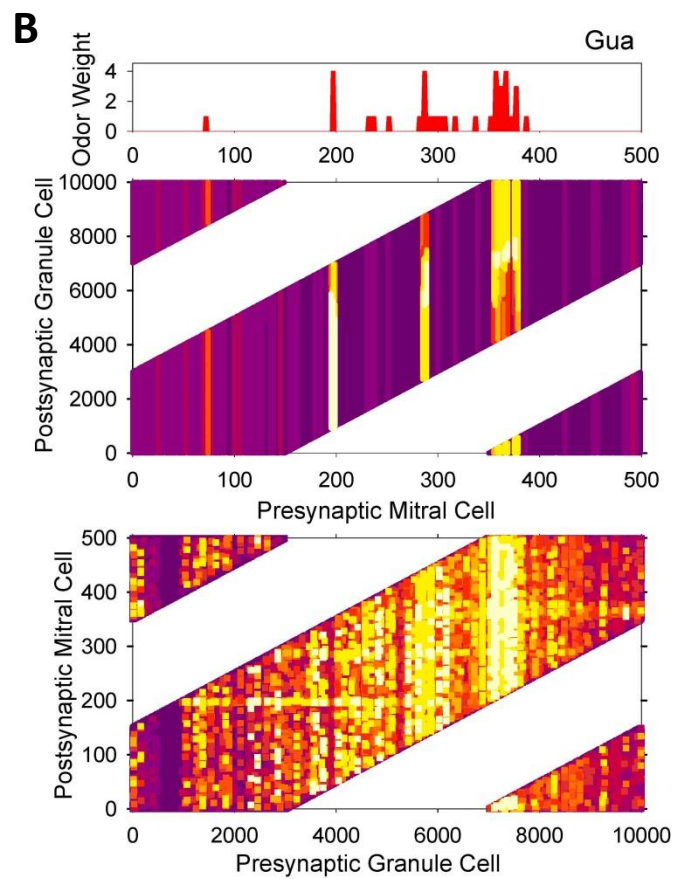 B
Gua
Odor Weight
4
2
0
0 100 200 300 400 500
Postsynaptic Granule Cell
10000
8000
6000
4000
2000
0
0 100 200 300 400 500
Presynaptic Mitral Cell
Postsynaptic Mitral Cell
500
400
300
200
100
0
0 2000 4000 6000 8000 10000
Presynaptic Granule Cell